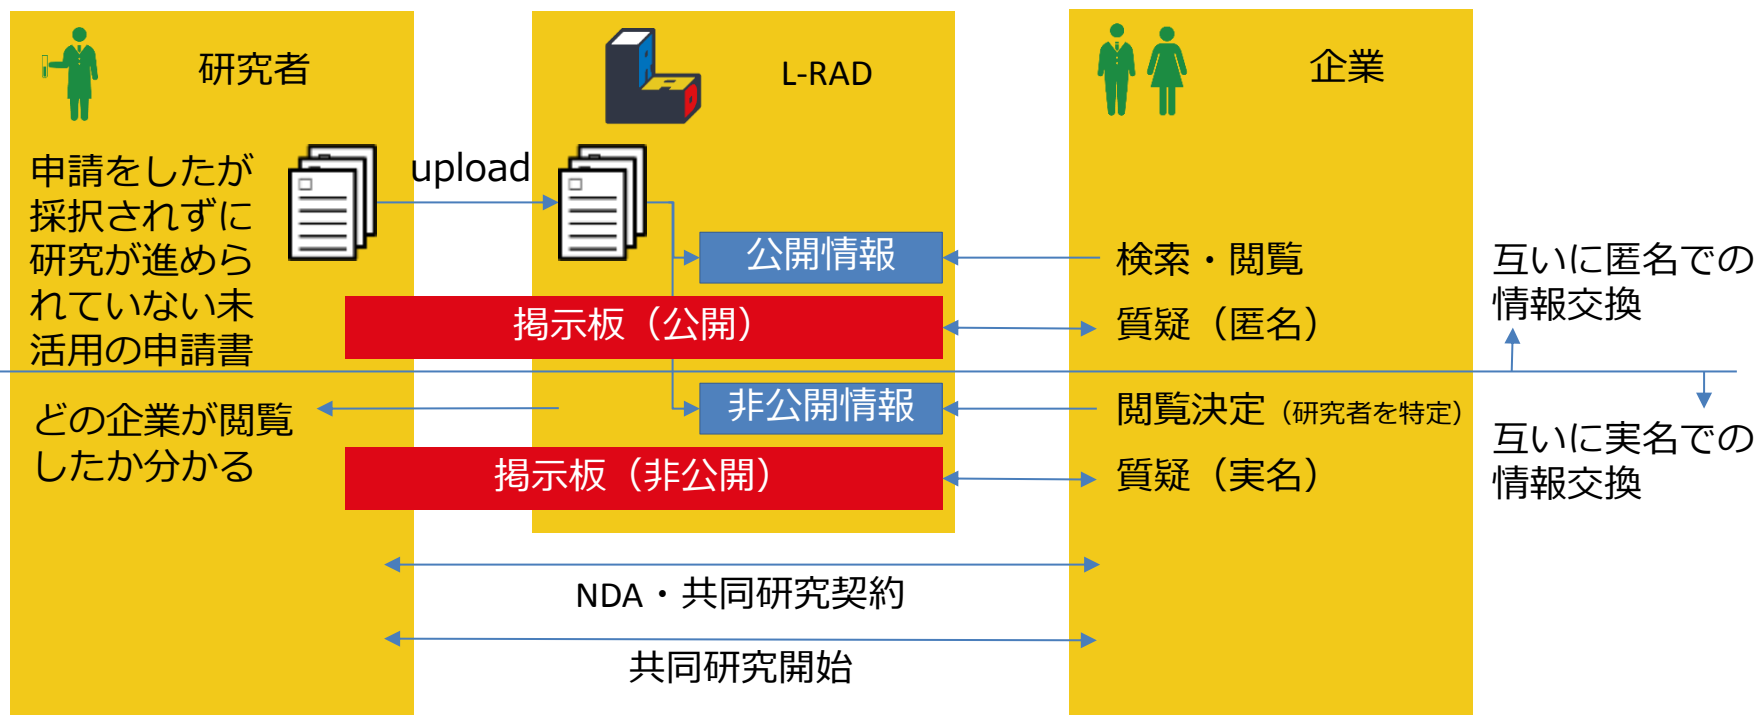 研究者
L-RAD
企業
申請をしたが
採択されずに
研究が進めら
れていない未
活用の申請書
upload
公開情報
検索・閲覧
掲示板（公開）
質疑（匿名）
互いに匿名での
情報交換
どの企業が閲覧
したか分かる
非公開情報
閲覧決定（研究者を特定）
掲示板（非公開）
質疑（実名）
互いに実名での
情報交換
NDA・共同研究契約
共同研究開始